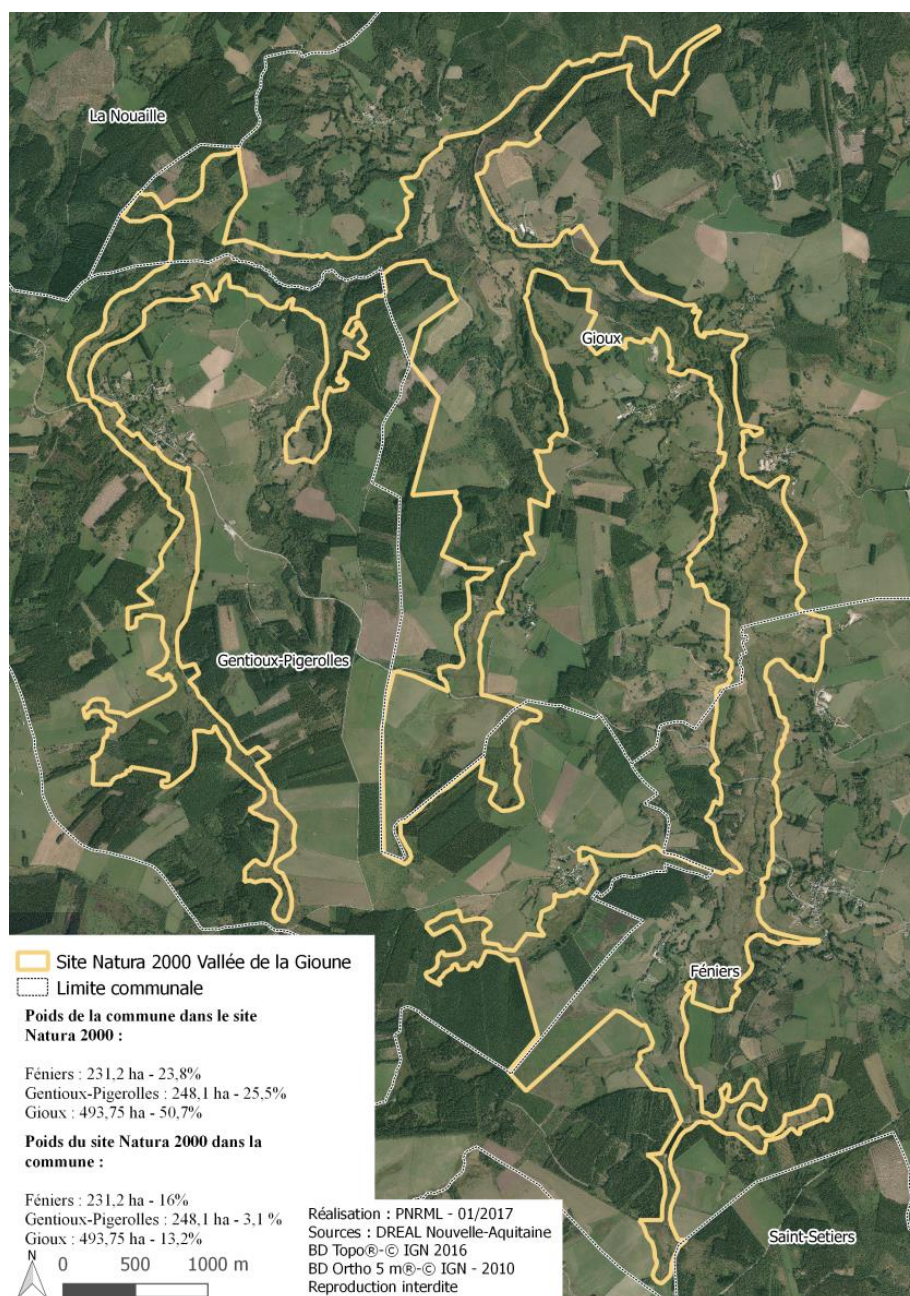 La Nouaille
Gioux
Gentioux-Pigerolles
Féniers
Saint-Setiers
Site Natura 2000 Vallée de la Gioune
Limite communale
Poids de la commune dans le site
Natura 2000 :
Féniers : 231,2 ha - 23,8%
Gentioux-Pigerolles : 248,1 ha - 25,5%
Gioux : 493,75 ha - 50,7%
Poids du site Natura 2000 dans la
commune :
Féniers : 231,2 ha - 16%
Gentioux-Pigerolles : 248,1 ha - 3,1 %
Gioux : 493,75 ha - 13,2%
N
0 500 1000 m
Réalisation : PNRML - 01/2017
Sources : DREAL Nouvelle-Aquitaine
BD Topo®-© IGN 2016
BD Ortho 5 m®-© IGN - 2010
Reproduction interdite